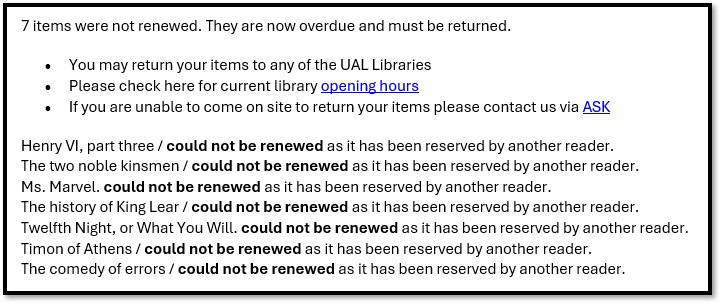 7 items were not renewed. They are now overdue and must be returned.
• You may return your items to any of the UAL Libraries
• Please check here for current library opening hours
• If you are unable to come on site to return your items please contact us via ASK
Henry VI, part three / could not be renewed as it has been reserved by another reader.
The two noble kinsmen / could not be renewed as it has been reserved by another reader.
Ms. Marvel. could not be renewed as it has been reserved by another reader.
The history of King Lear / could not be renewed as it has been reserved by another reader.
Twelfth Night, or What You Will. could not be renewed as it has been reserved by another reader.
Timon of Athens / could not be renewed as it has been reserved by another reader.
The comedy of errors / could not be renewed as it has been reserved by another reader.